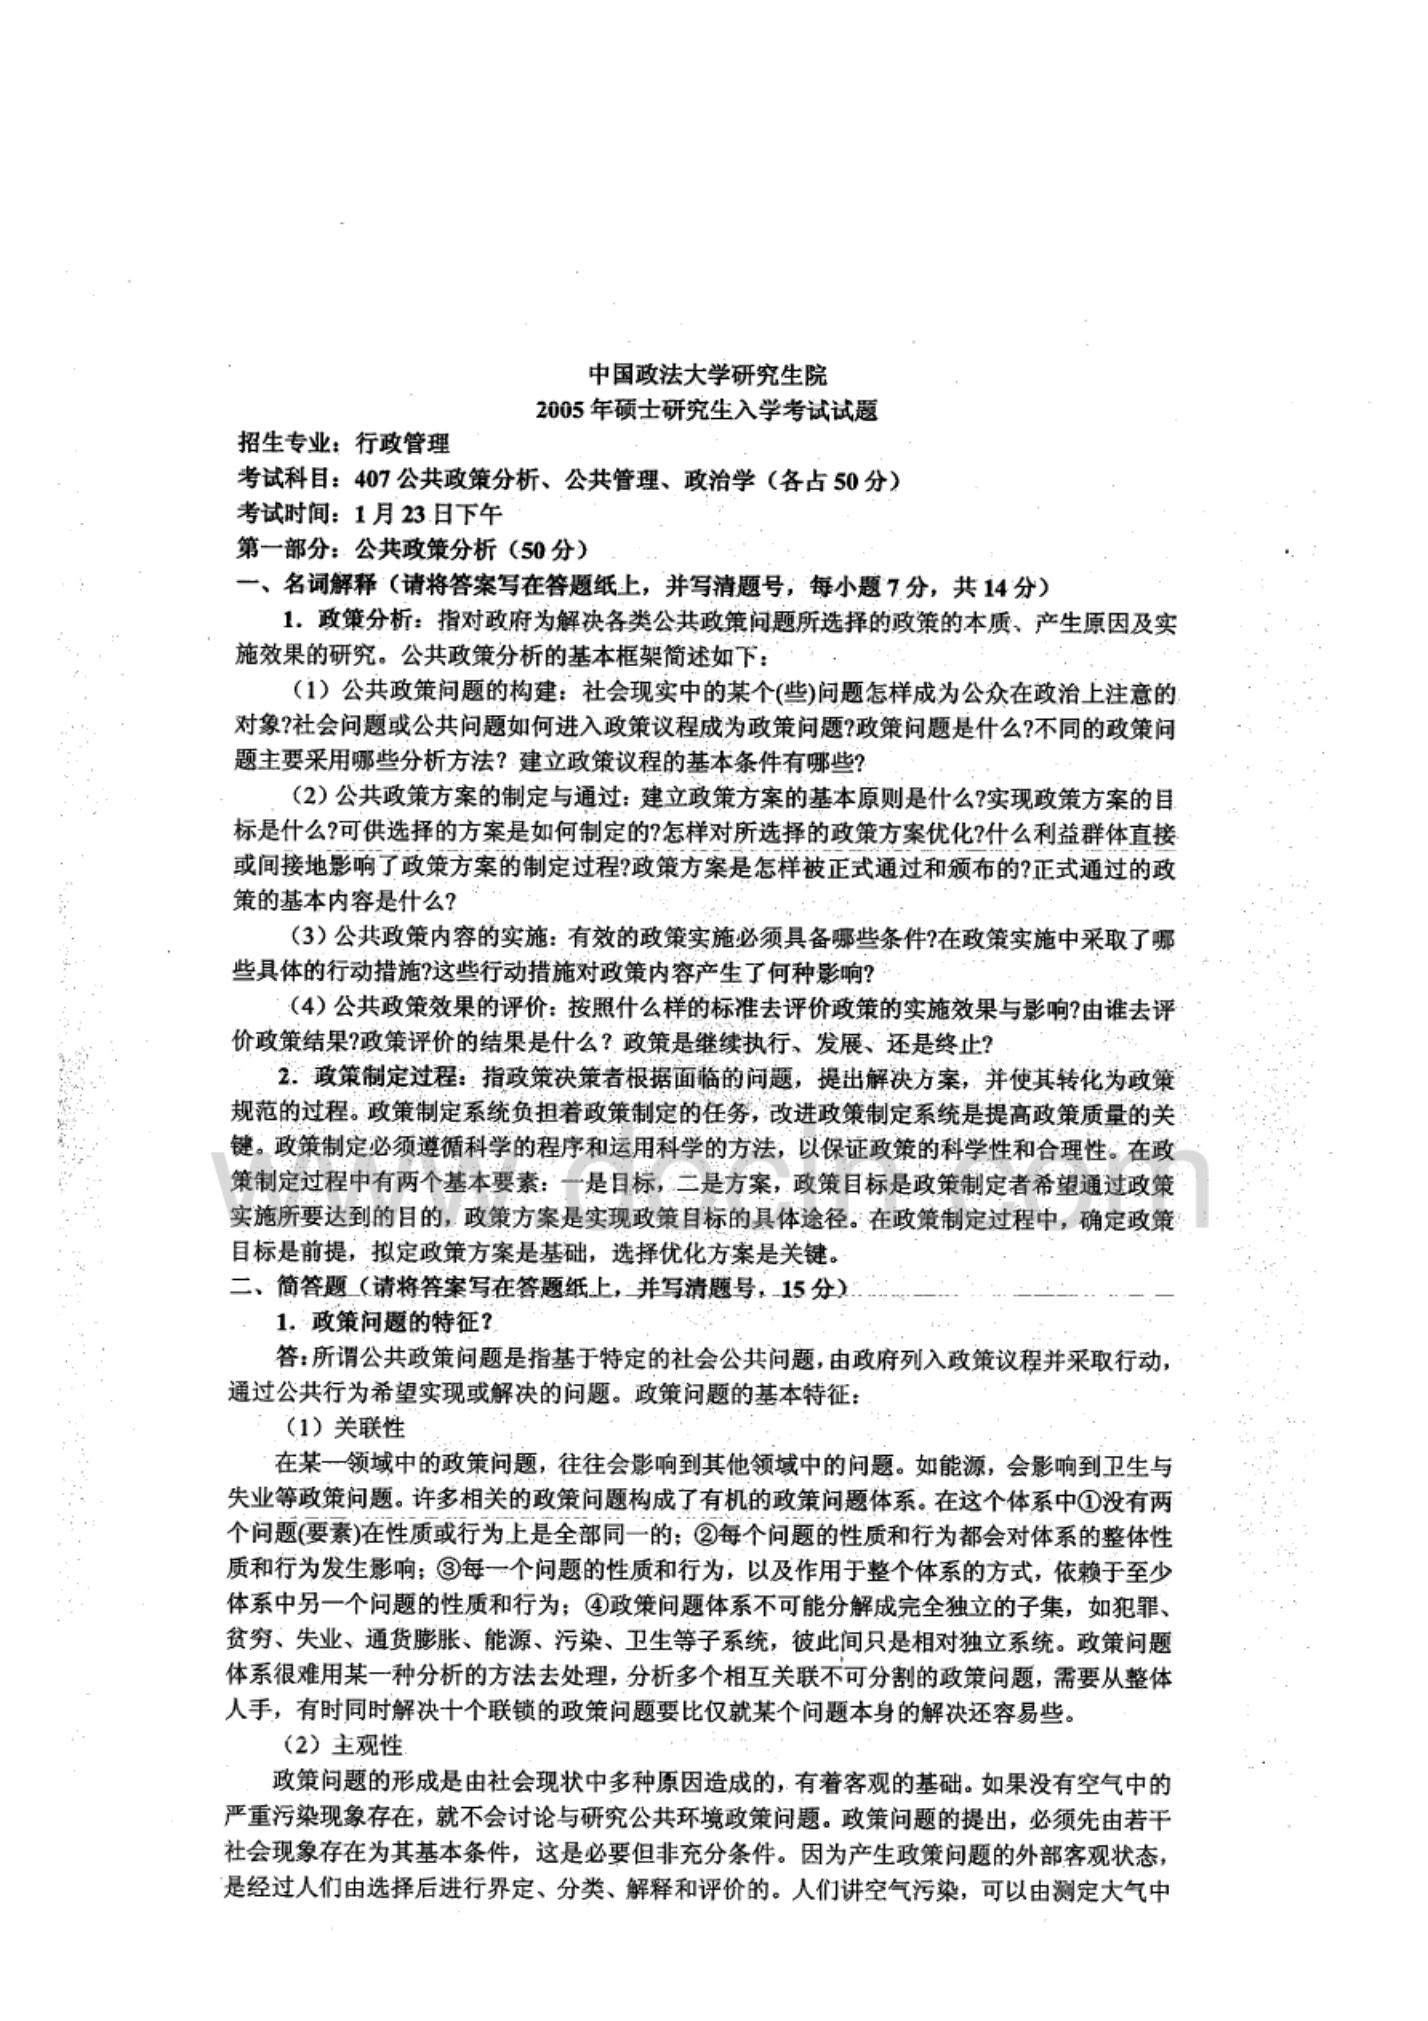 中国政法大学研究生院
2005年硕士研究生入学考试试题
招生专业：行政管理
考试科目：407公共政策分析、公共管理、政治学（各占50分）
考试时间：1月23日下午
第一部分：公共政策分析（50分）
一、名词解释（请将答案写在答题纸上，并写清题号，每小题7分，共14分）
1．政策分析：指对政府为解决各类公共政策问题所选择的政策的本质、产生原因及实
施效果的研究。公共政策分析的基本框架简述如下：
（1）公共政策问题的构建：社会现实中的某个(些)问题怎样成为公众在政治上注意的
对象?社会问题或公共问题如何进入政策议程成为政策问题?政策问题是什么?不同的政策问
题主要采用哪些分析方法？建立政策议程的基本条件有哪些?
（2）公共政策方案的制定与通过：建立政策方案的基本原则是什么?实现政策方案的目
标是什么?可供选择的方案是如何制定的?怎样对所选择的政策方案优化?什么利益群体直接
或间接地影响了政策方案的制定过程?政策方案是怎样被正式通过和颁布的?正式通过的政
策的基本内容是什么?
（3）公共政策内容的实施：有效的政策实施必须具备哪些条件?在政策实施中采取了哪
些具体的行动措施?这些行动措施对政策内容产生了何种影响?
（4）公共政策效果的评价：按照什么样的标准去评价政策的实施效果与影响?由谁去评
价政策结果?政策评价的结果是什么？政策是继续执行、发展、还是终止?
2．政策制定过程：指政策决策者根据面临的问题，提出解决方案，并使其转化为政策
规范的过程。政策制定系统负担着政策制定的任务，改进政策制定系统是提高政策质量的关
键。政策制定必须遵循科学的程序和运用科学的方法，以保证政策的科学性和合理性。在政
策制定过程中有两个基本要素：一是目标，二是方案，政策目标是政策制定者希望通过政策
实施所要达到的目的，政策方案是实现政策目标的具体途径。在政策制定过程中，确定政策
目标是前提，拟定政策方案是基础，选择优化方案是关键。
www.docin.com
二、简答题（请将答案写在答题纸上，并写清题号，15分）
1．政策问题的特征？
答：所谓公共政策问题是指基于特定的社会公共问题，由政府列入政策议程并采取行动，
通过公共行为希望实现或解决的问题。政策问题的基本特征：
（1）关联性
在某一领域中的政策问题，往往会影响到其他领域中的问题。如能源，会影响到卫生与
失业等政策问题。许多相关的政策问题构成了有机的政策问题体系。在这个体系中①没有两
个问题(要素)在性质或行为上是全部同一的；②每个问题的性质和行为都会对体系的整体性
质和行为发生影响；③每一个问题的性质和行为，以及作用于整个体系的方式，依赖于至少
体系中另一个问题的性质和行为；④政策问题体系不可能分解成完全独立的子集，如犯罪、
贫穷、失业、通货膨胀、能源、污染、卫生等子系统，彼此间只是相对独立系统。政策问题
体系很难用某一种分析的方法去处理，分析多个相互关联不可分割的政策问题，需要从整体
人手，有时同时解决十个联锁的政策问题要比仅就某个问题本身的解决还容易些。
（2）主观性
政策问题的形成是由社会现状中多种原因造成的，有着客观的基础。如果没有空气中的
严重污染现象存在，就不会讨论与研究公共环境政策问题。政策问题的提出，必须先由若干
社会现象存在为其基本条件，这是必要但非充分条件。因为产生政策问题的外部客观状态，
是经过人们由选择后进行界定、分类、解释和评价的。人们讲空气污染，可以由测定大气中